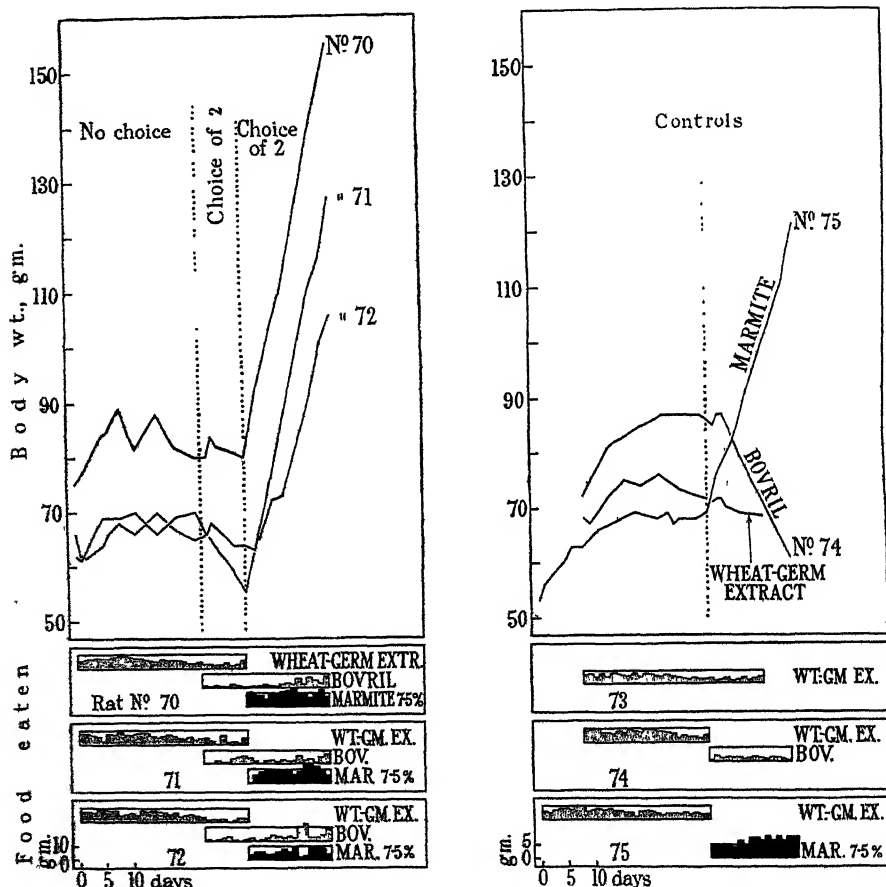 150
130
110
90
70
50
Body wt., gm.
No choice
Choice of 2
Choice
of 2
Nº 70
" 71
" 72
WHEAT-GERM EXTR.
BOVRIL
Rat Nº 70
MARMITE 7·5%
WT.-GM. EX.
BOV.
71
MAR. 7·5%
WT.-GM. EX.
BOV.
72
MAR. 7·5%
Food eaten
gm.
10
0
0 5 10 days
150
130
110
90
70
50
Controls
Nº 75
MARMITE
BOVRIL
Nº 74
WHEAT-GERM
EXTRACT
WT.-GM EX.
73
WT.-GM. EX.
BOV.
74
WT.-GM. EX.
75
MAR. 7·5%
gm.
5
0
0 5 10 days